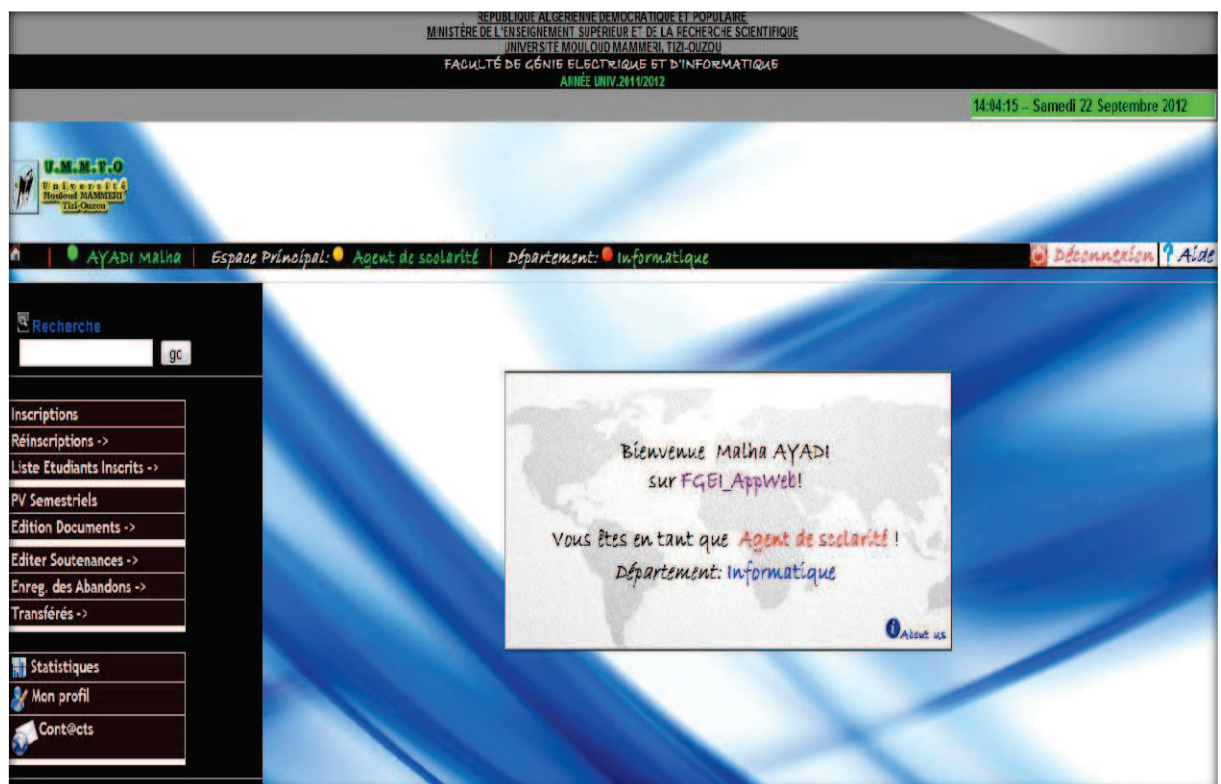 REPUBLIQUE ALGERIENNE DEMOCRATIQUE ET POPULAIRE
MINISTÈRE DE L'ENSEIGNEMENT SUPÉRIEUR ET DE LA RECHERCHE SCIENTIFIQUE
UNIVERSITÉ MOULOUD MAMMERI, TIZI-OUZOU
FACULTÉ DE GÉNIE ELECTRIQUE ET D'INFORMATIQUE
ANNÉE UNIV.2011/2012
14:04:15 – Samedi 22 Septembre 2012
U.M.M.T.O
Université
Mouloud MAMMERI
Tizi-Ouzou
AYADI Malha | Espace Principal: Agent de scolarité | Département: Informatique
Déconnexion ? Aide
Recherche
go
Inscriptions
Réinscriptions ->
Liste Etudiants Inscrits ->
PV Semestriels
Edition Documents ->
Editer Soutenances ->
Enreg. des Abandons ->
Transférés ->
Statistiques
Mon profil
Cont@cts
Bienvenue Malha AYADI
sur FGEI_AppWeb!
Vous êtes en tant que Agent de scolarité !
Département: Informatique
About us